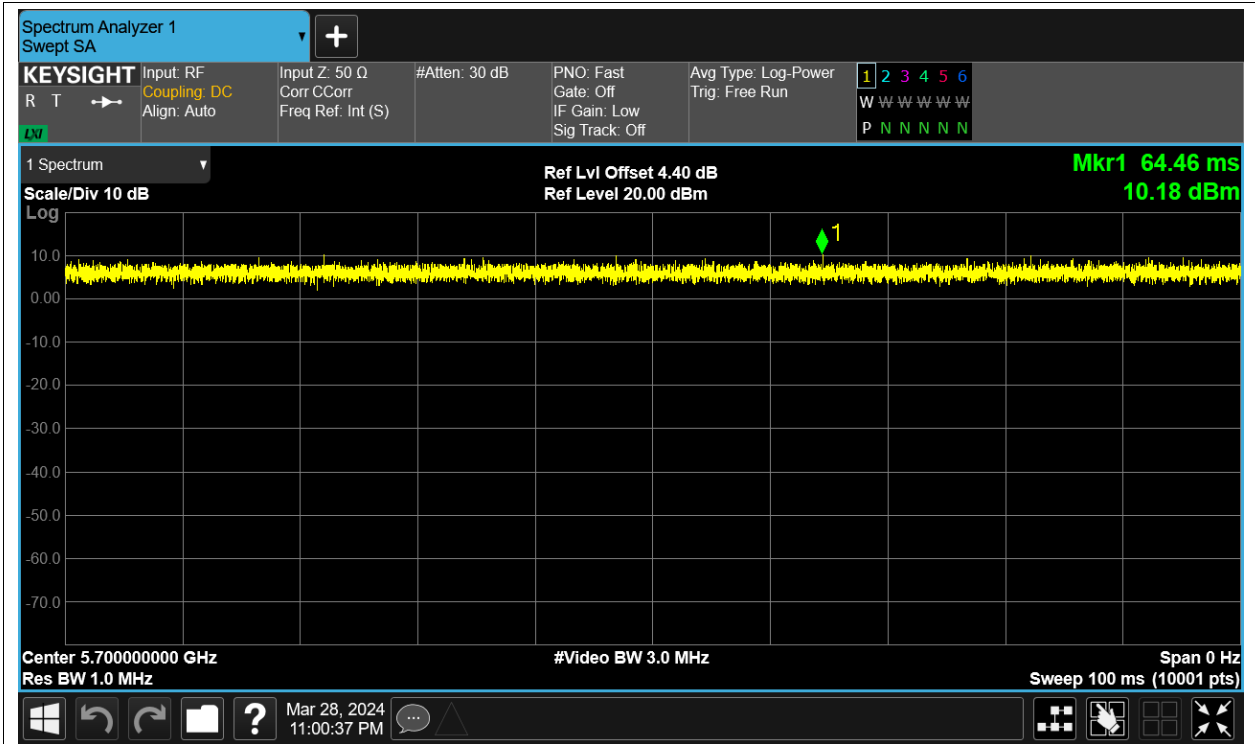 Spectrum Analyzer 1
Swept SA
KEYSIGHT
R T
LXI
Input: RF
Coupling: DC
Align: Auto
Input Z: 50 Ω
Corr CCorr
Freq Ref: Int (S)
#Atten: 30 dB
PNO: Fast
Gate: Off
IF Gain: Low
Sig Track: Off
Avg Type: Log-Power
Trig: Free Run
1 2 3 4 5 6
W W W W W W
P N N N N N
1 Spectrum
Scale/Div 10 dB
Log
Ref Lvl Offset 4.40 dB
Ref Level 20.00 dBm
Mkr1 64.46 ms
10.18 dBm
1
10.0
0.00
-10.0
-20.0
-30.0
-40.0
-50.0
-60.0
-70.0
Center 5.700000000 GHz
Res BW 1.0 MHz
#Video BW 3.0 MHz
Span 0 Hz
Sweep 100 ms (10001 pts)
?
Mar 28, 2024
11:00:37 PM